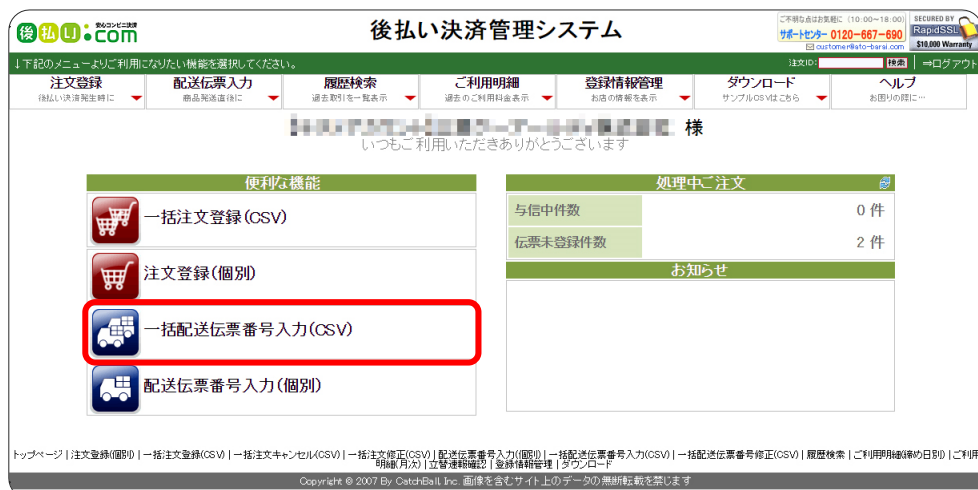 後払い.com
後払い決済管理システム
ご不明な点はお気軽に (10:00~18:00)
サポートセンター 0120-667-690
customer@ato-barai.com
SECURED BY
RapidSSL
$10,000 Warranty
↓下記のメニューよりご利用になりたい機能を選択してください。
注文ID: 検索 ⇒ログアウト
注文登録 配送伝票入力 履歴検索 ご利用明細 登録情報管理 ダウンロード ヘルプ
後払い決済発生時に 商品発送直後に 過去取引を一覧表示 過去のご利用料金表示 お店の情報を表示 サンプルCSVはこちら お困りの際に…
様
いつもご利用いただきありがとうございます
便利な機能
一括注文登録(CSV)
注文登録(個別)
一括配送伝票番号入力(CSV)
配送伝票番号入力(個別)
処理中ご注文
与信中件数 0 件
伝票未登録件数 2 件
お知らせ
トップページ | 注文登録(個別) | 一括注文登録(CSV) | 一括注文キャンセル(CSV) | 一括注文修正(CSV) | 配送伝票番号入力(個別) | 一括配送伝票番号入力(CSV) | 一括配送伝票番号修正(CSV) | 履歴検索 | ご利用明細(締め日別) | ご利用
明細(月次) | 立替速報確認 | 登録情報管理 | ダウンロード
Copyright © 2007 By CatchBall, Inc. 画像を含むサイト上のデータの無断転載を禁じます